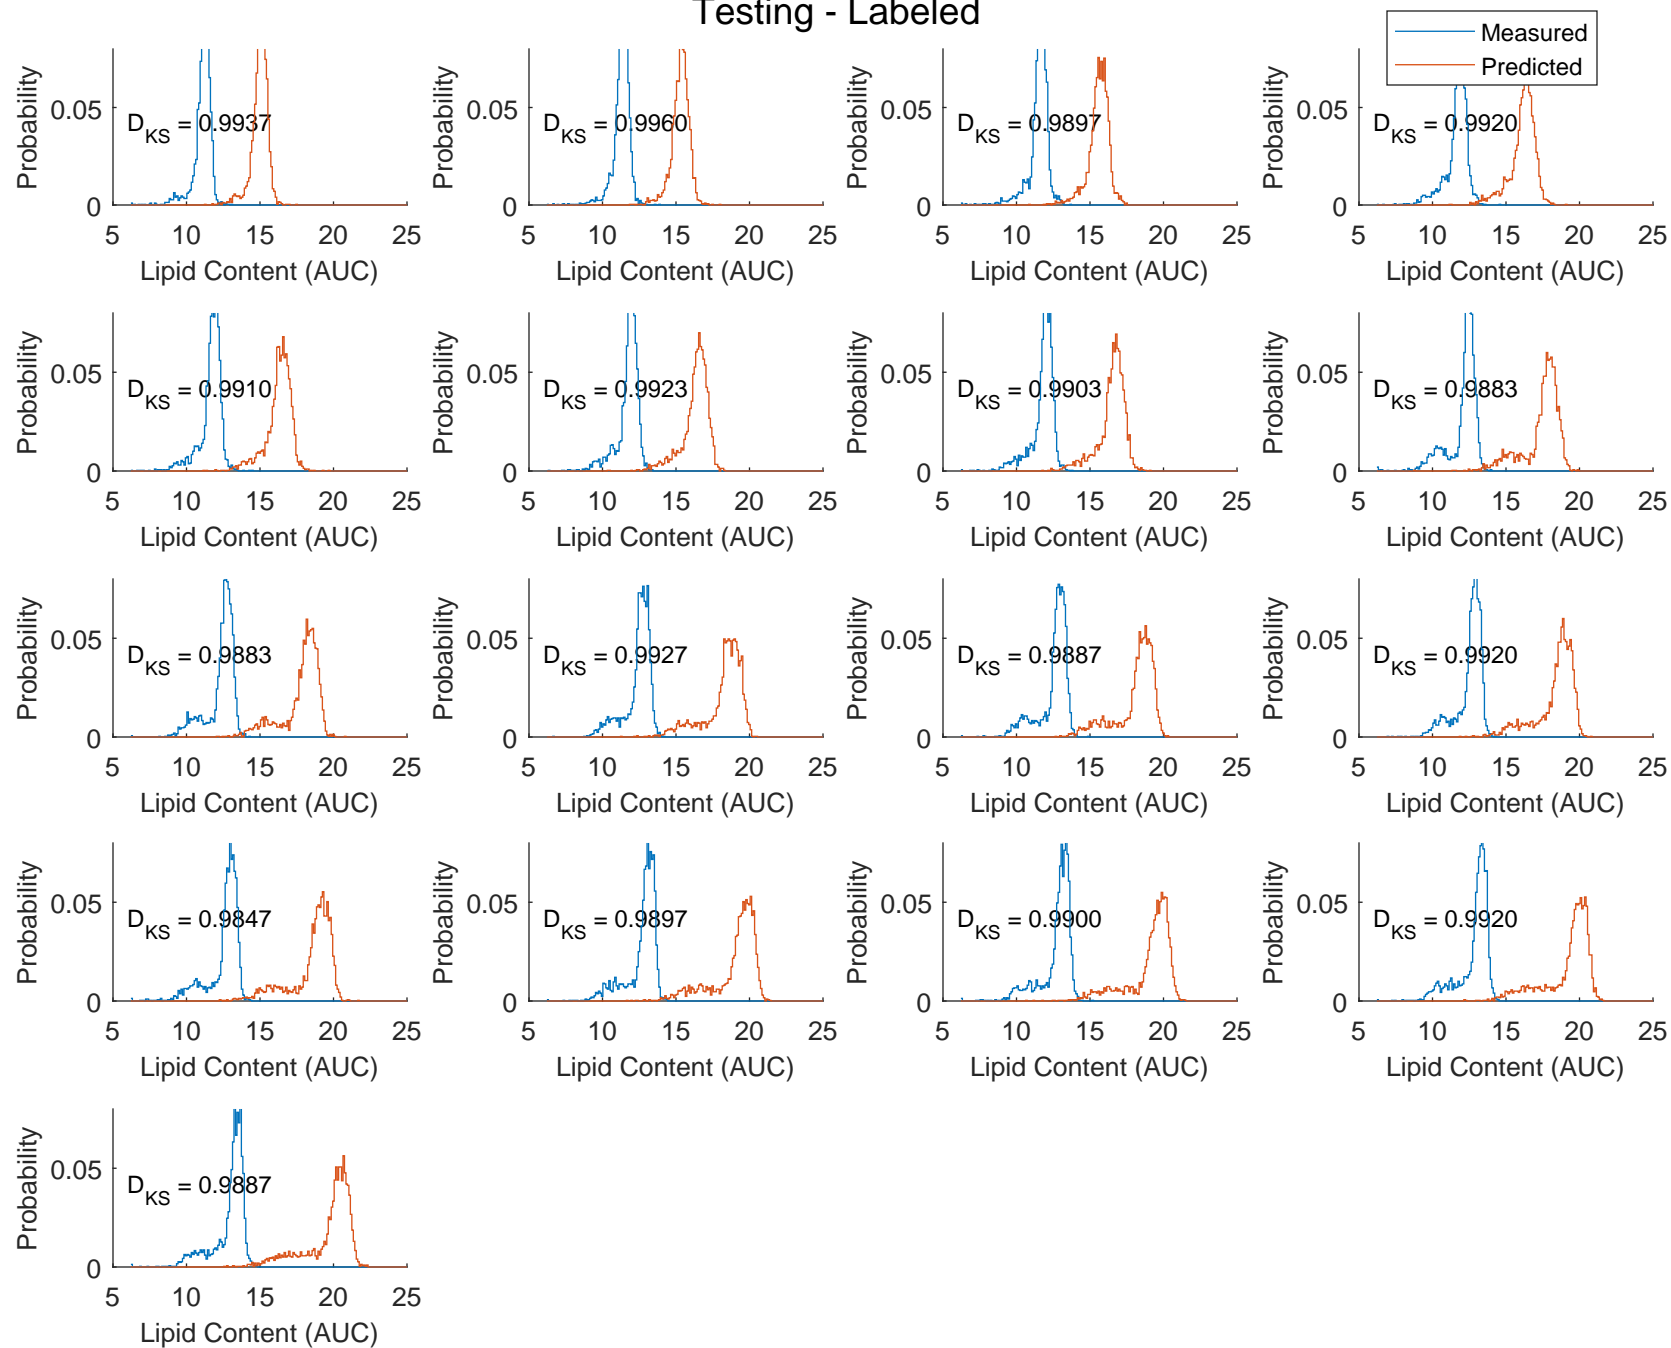 Testing - Labeled
Measured
Predicted
Probability
0.05
0
D_KS = 0.9937
5 10 15 20 25
Lipid Content (AUC)
Probability
0.05
0
D_KS = 0.9960
5 10 15 20 25
Lipid Content (AUC)
Probability
0.05
0
D_KS = 0.9897
5 10 15 20 25
Lipid Content (AUC)
Probability
0.05
0
D_KS = 0.9920
5 10 15 20 25
Lipid Content (AUC)
Probability
0.05
0
D_KS = 0.9910
5 10 15 20 25
Lipid Content (AUC)
Probability
0.05
0
D_KS = 0.9923
5 10 15 20 25
Lipid Content (AUC)
Probability
0.05
0
D_KS = 0.9903
5 10 15 20 25
Lipid Content (AUC)
Probability
0.05
0
D_KS = 0.9883
5 10 15 20 25
Lipid Content (AUC)
Probability
0.05
0
D_KS = 0.9883
5 10 15 20 25
Lipid Content (AUC)
Probability
0.05
0
D_KS = 0.9927
5 10 15 20 25
Lipid Content (AUC)
Probability
0.05
0
D_KS = 0.9887
5 10 15 20 25
Lipid Content (AUC)
Probability
0.05
0
D_KS = 0.9920
5 10 15 20 25
Lipid Content (AUC)
Probability
0.05
0
D_KS = 0.9847
5 10 15 20 25
Lipid Content (AUC)
Probability
0.05
0
D_KS = 0.9897
5 10 15 20 25
Lipid Content (AUC)
Probability
0.05
0
D_KS = 0.9900
5 10 15 20 25
Lipid Content (AUC)
Probability
0.05
0
D_KS = 0.9920
5 10 15 20 25
Lipid Content (AUC)
Probability
0.05
0
D_KS = 0.9887
5 10 15 20 25
Lipid Content (AUC)